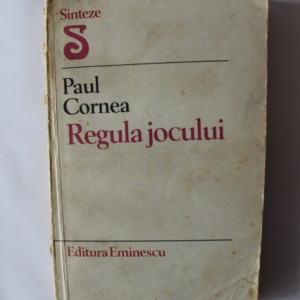 Sinteze
S
Paul
Cornea
Regula jocului
Editura Eminescu